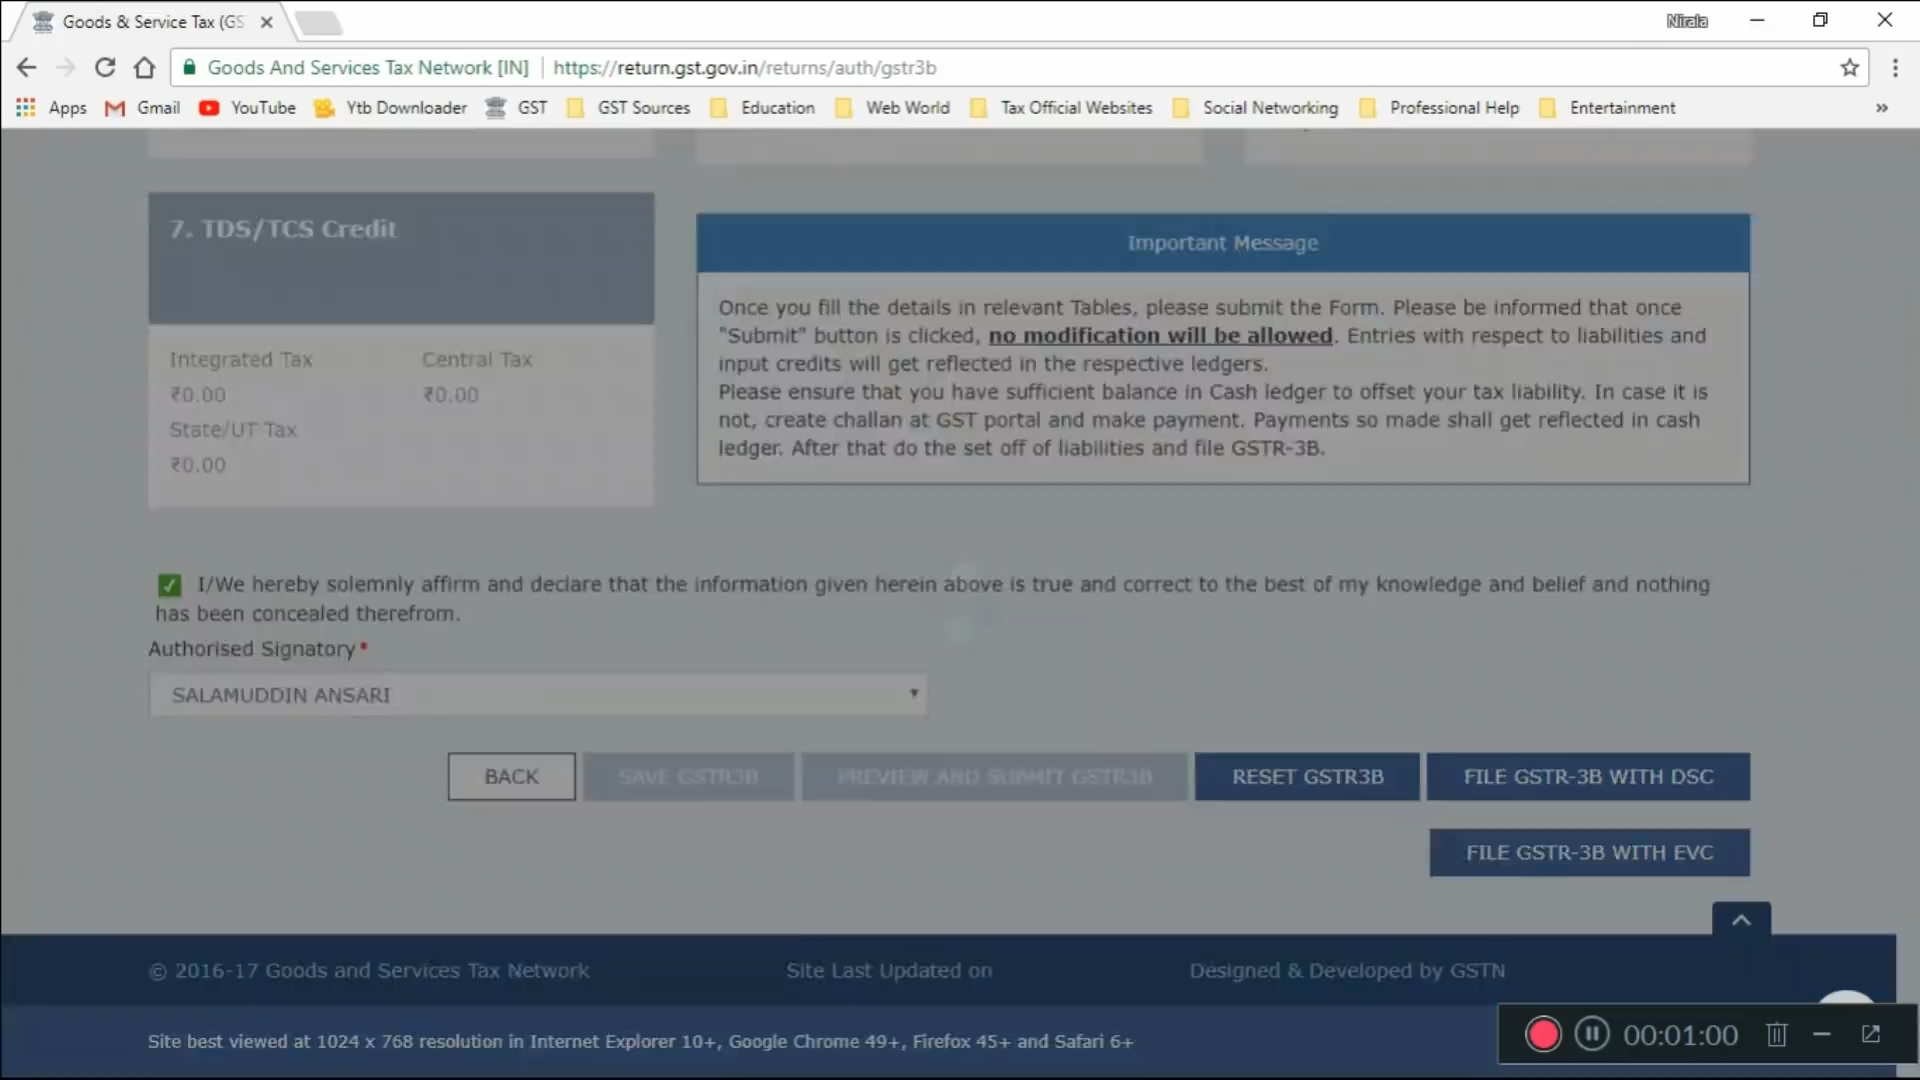 Goods & Service Tax (GS
Nirala
Goods And Services Tax Network [IN] https://return.gst.gov.in/returns/auth/gstr3b
Apps Gmail YouTube Ytb Downloader GST GST Sources Education Web World Tax Official Websites Social Networking Professional Help Entertainment »
7. TDS/TCS Credit
Important Message
Once you fill the details in relevant Tables, please submit the Form. Please be informed that once
"Submit" button is clicked, no modification will be allowed. Entries with respect to liabilities and
input credits will get reflected in the respective ledgers.
Please ensure that you have sufficient balance in Cash ledger to offset your tax liability. In case it is
not, create challan at GST portal and make payment. Payments so made shall get reflected in cash
ledger. After that do the set off of liabilities and file GSTR-3B.
Integrated Tax Central Tax
₹0.00 ₹0.00
State/UT Tax
₹0.00
I/We hereby solemnly affirm and declare that the information given herein above is true and correct to the best of my knowledge and belief and nothing
has been concealed therefrom.
Authorised Signatory•
SALAMUDDIN ANSARI
BACK SAVE GSTR3B PREVIEW AND SUBMIT GSTR3B RESET GSTR3B FILE GSTR-3B WITH DSC
FILE GSTR-3B WITH EVC
© 2016-17 Goods and Services Tax Network Site Last Updated on Designed & Developed by GSTN
Site best viewed at 1024 x 768 resolution in Internet Explorer 10+, Google Chrome 49+, Firefox 45+ and Safari 6+
00:01:00